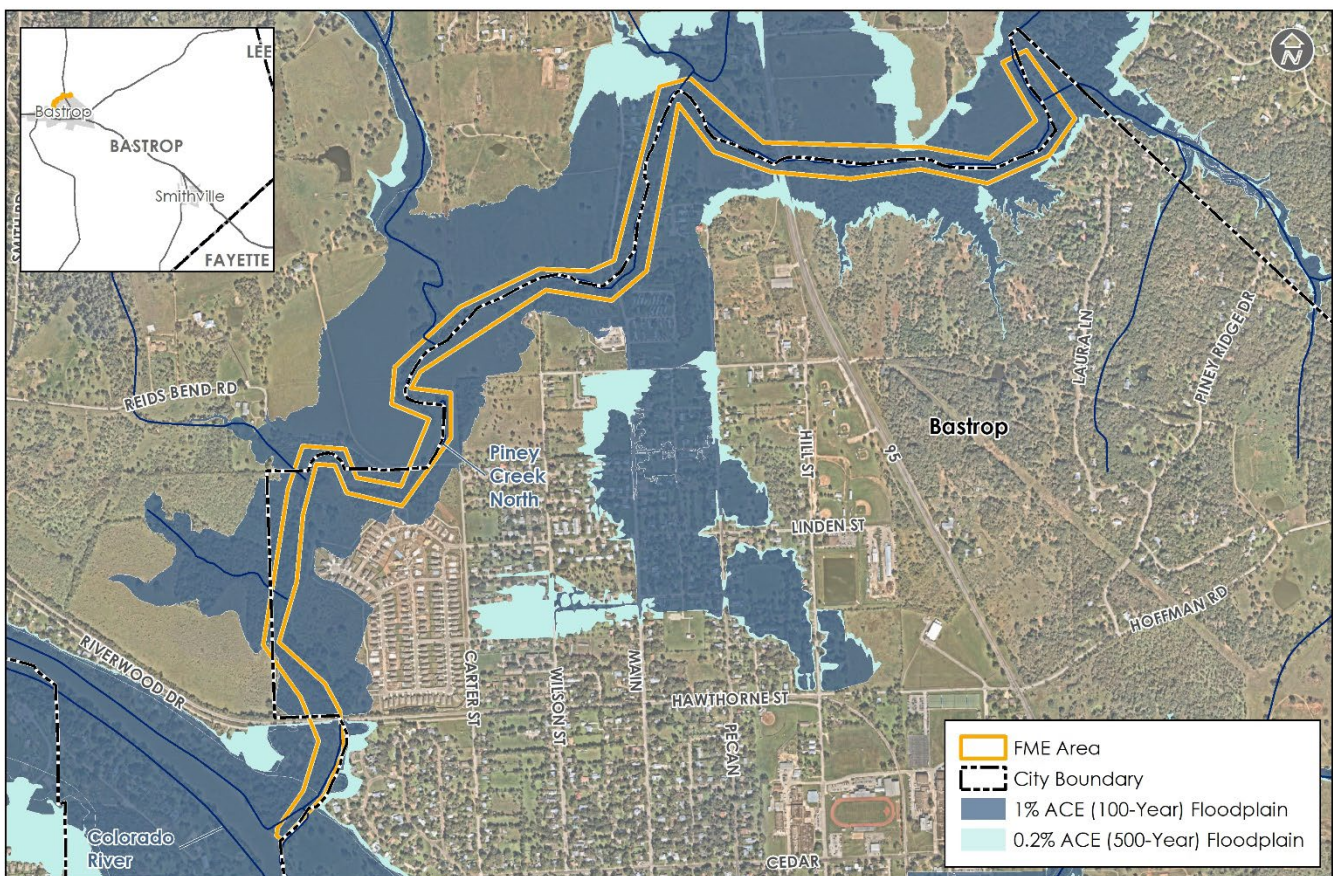 LEE
Bastrop
BASTROP
Smithville
FAYETTE
N
REIDS BEND RD
Piney
Creek
North
LAURA LN
PINEY RIDGE DR
Bastrop
HILL ST
95
LINDEN ST
HOFFMAN RD
RIVERWOOD DR
CARTER ST
WILSON ST
MAIN
HAWTHORNE ST
PECAN
Colorado
River
CEDAR
FME Area
City Boundary
1% ACE (100-Year) Floodplain
0.2% ACE (500-Year) Floodplain